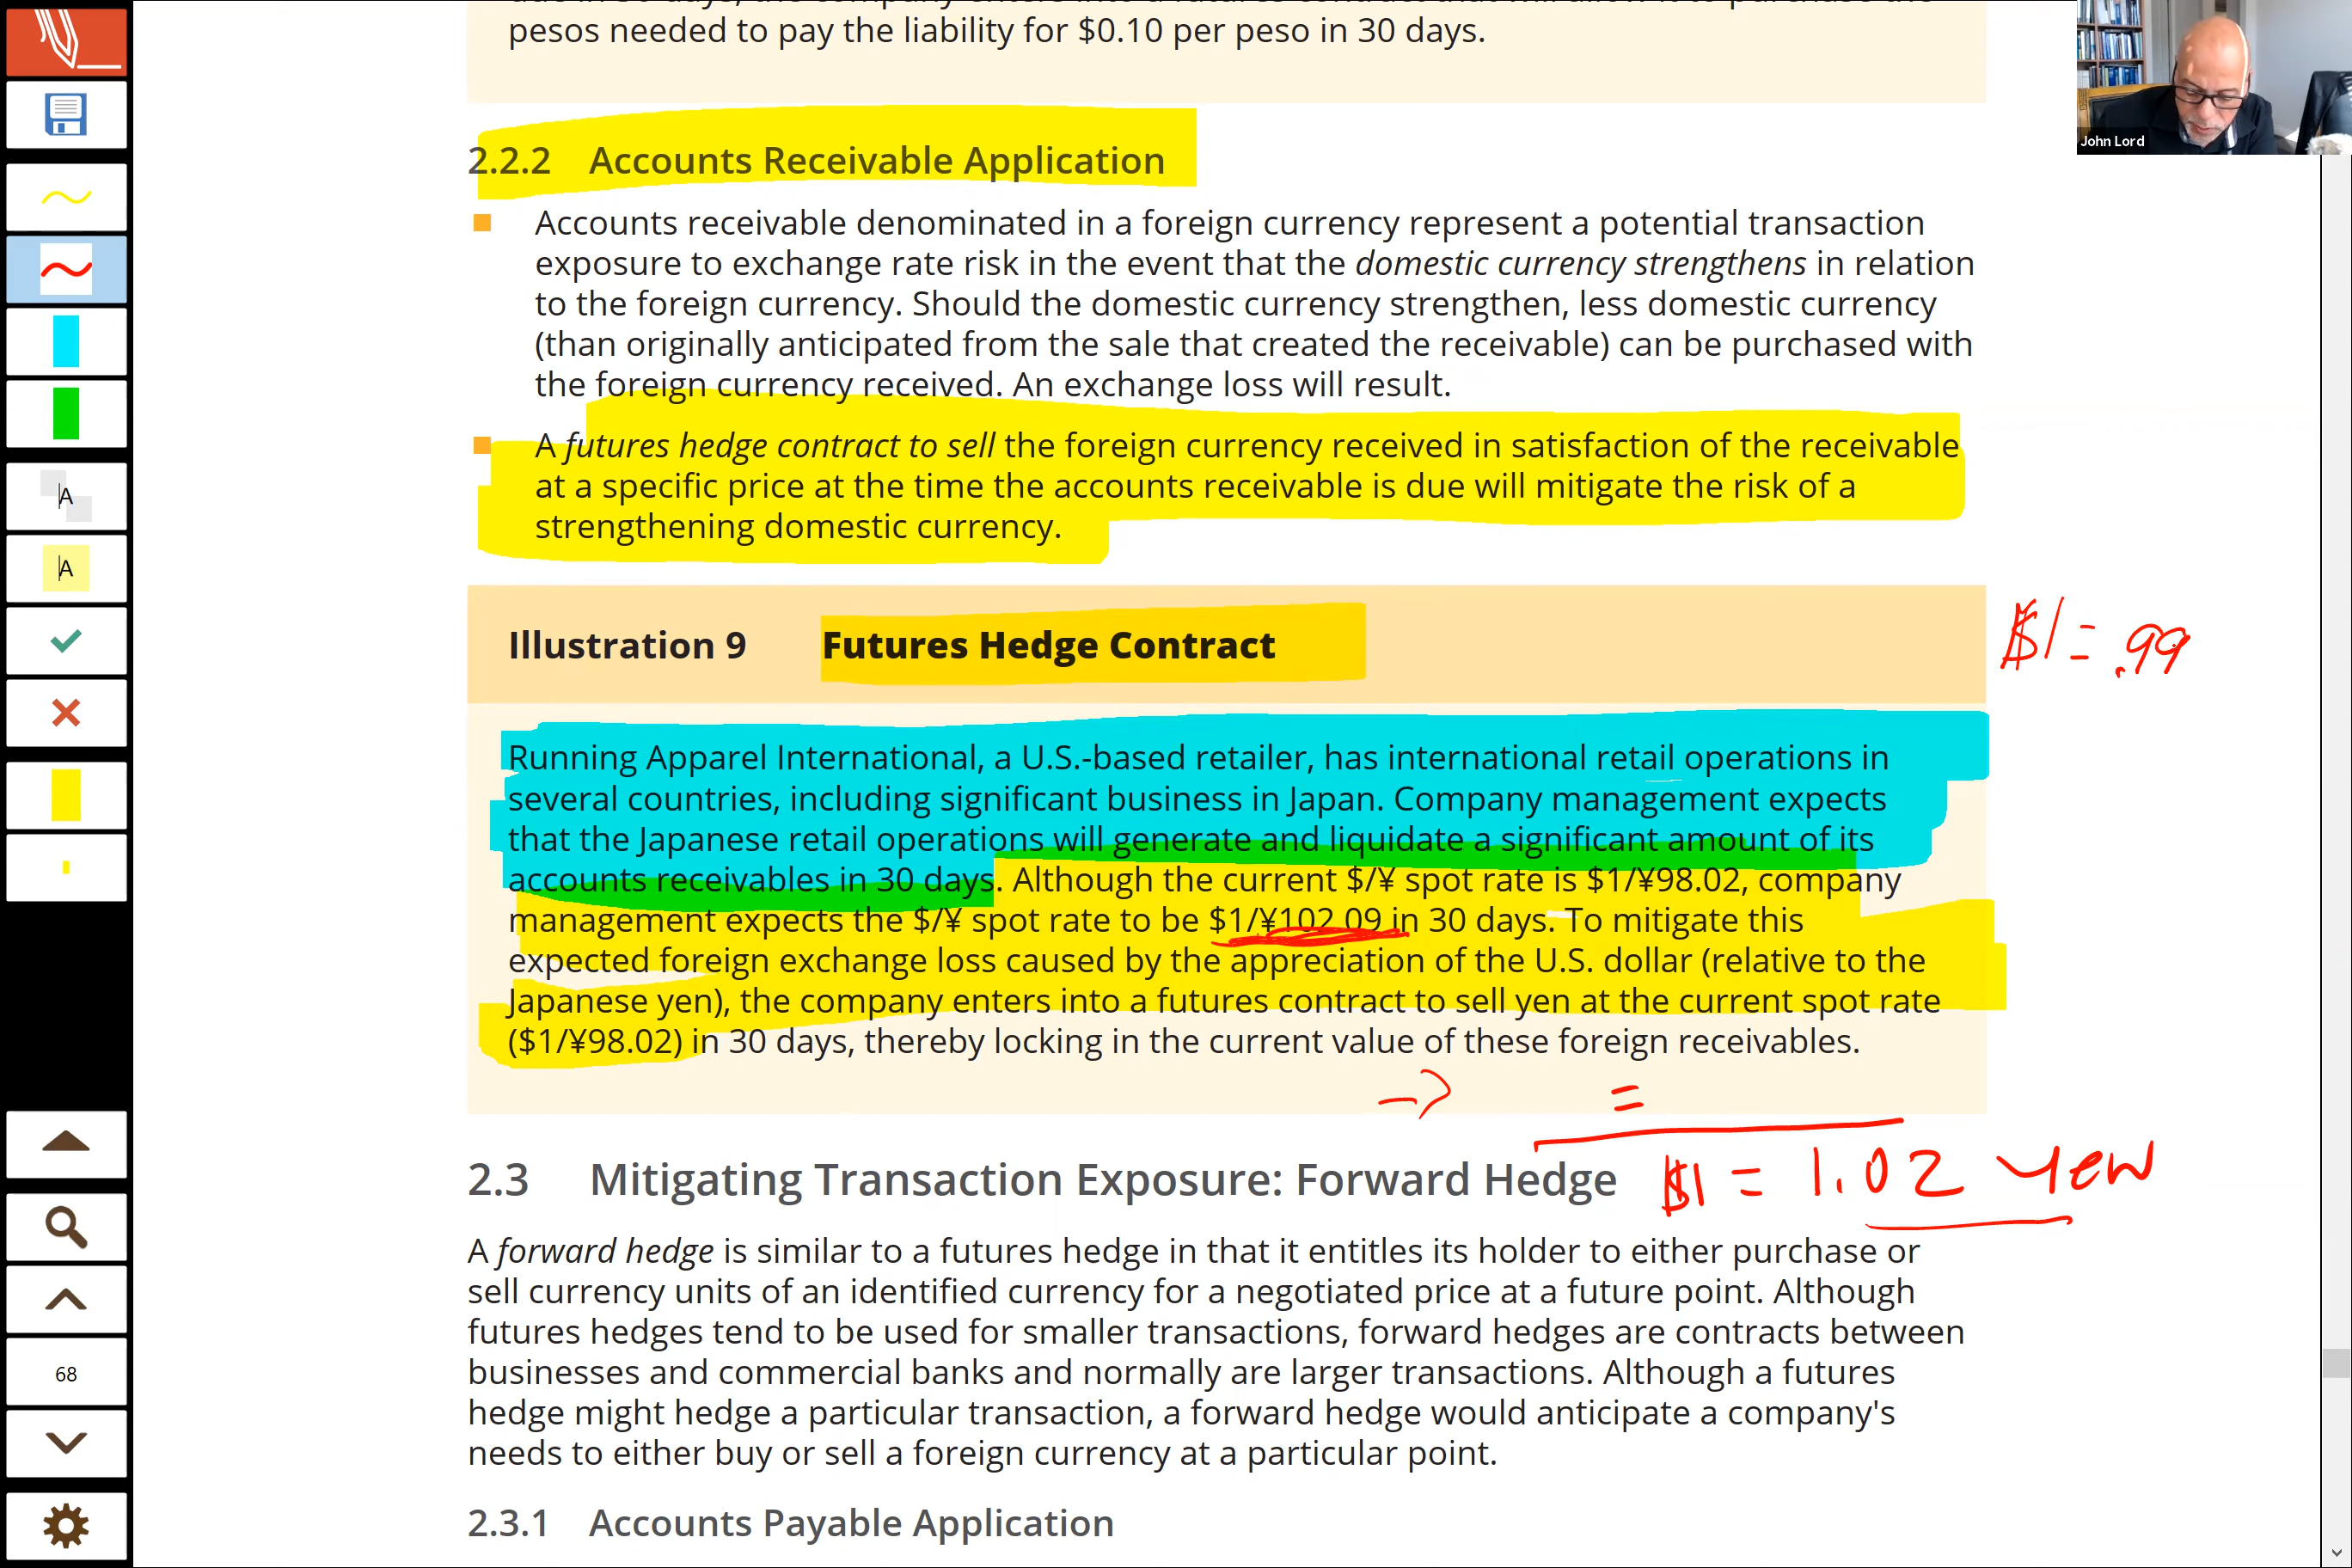 pesos needed to pay the liability for $0.10 per peso in 30 days.
John Lord
2.2.2 Accounts Receivable Application
Accounts receivable denominated in a foreign currency represent a potential transaction
exposure to exchange rate risk in the event that the domestic currency strengthens in relation
to the foreign currency. Should the domestic currency strengthen, less domestic currency
(than originally anticipated from the sale that created the receivable) can be purchased with
the foreign currency received. An exchange loss will result.
A futures hedge contract to sell the foreign currency received in satisfaction of the receivable
at a specific price at the time the accounts receivable is due will mitigate the risk of a
strengthening domestic currency.
Illustration 9 Futures Hedge Contract
$1 = .99
Running Apparel International, a U.S.-based retailer, has international retail operations in
several countries, including significant business in Japan. Company management expects
that the Japanese retail operations will generate and liquidate a significant amount of its
accounts receivables in 30 days. Although the current $/¥ spot rate is $1/¥98.02, company
management expects the $/¥ spot rate to be $1/¥102.09 in 30 days. To mitigate this
expected foreign exchange loss caused by the appreciation of the U.S. dollar (relative to the
Japanese yen), the company enters into a futures contract to sell yen at the current spot rate
($1/¥98.02) in 30 days, thereby locking in the current value of these foreign receivables.
=
2.3 Mitigating Transaction Exposure: Forward Hedge
$1 = 1.02 yen
A forward hedge is similar to a futures hedge in that it entitles its holder to either purchase or
sell currency units of an identified currency for a negotiated price at a future point. Although
futures hedges tend to be used for smaller transactions, forward hedges are contracts between
businesses and commercial banks and normally are larger transactions. Although a futures
hedge might hedge a particular transaction, a forward hedge would anticipate a company's
needs to either buy or sell a foreign currency at a particular point.
2.3.1 Accounts Payable Application
A
A
68